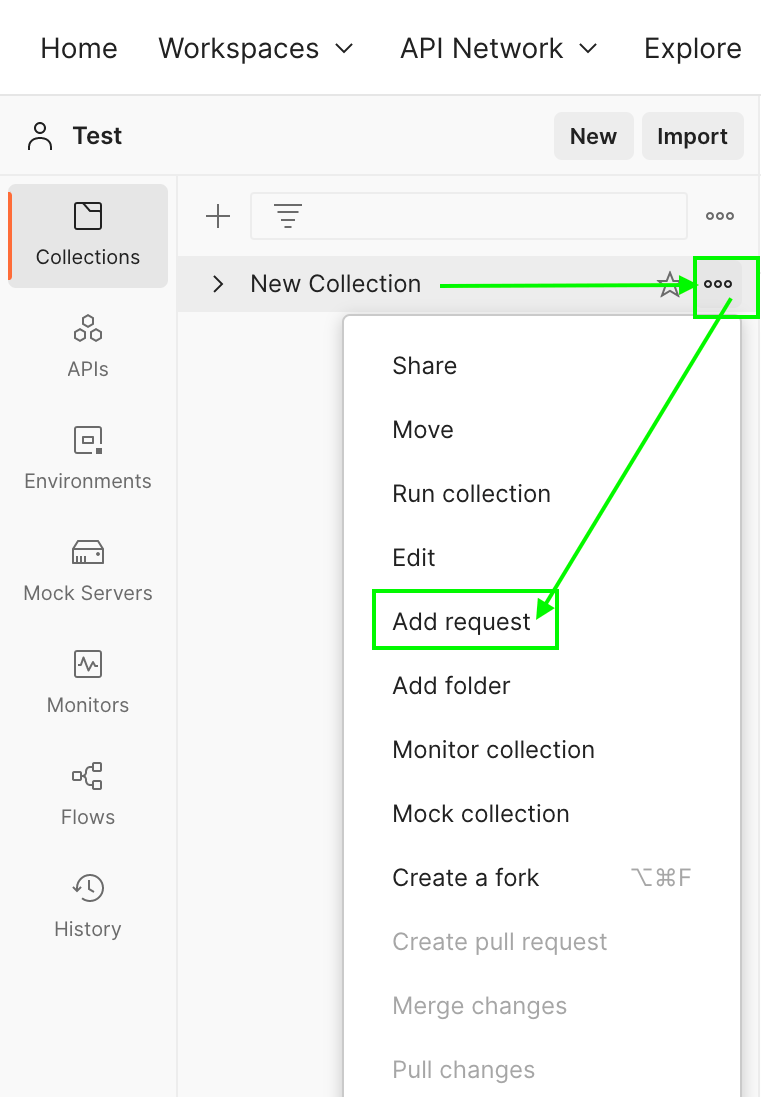 Home Workspaces API Network Explore
Test New Import
Collections
New Collection
APIs
Environments
Mock Servers
Monitors
Flows
History
Share
Move
Run collection
Edit
Add request
Add folder
Monitor collection
Mock collection
Create a fork ⌥⌘F
Create pull request
Merge changes
Pull changes